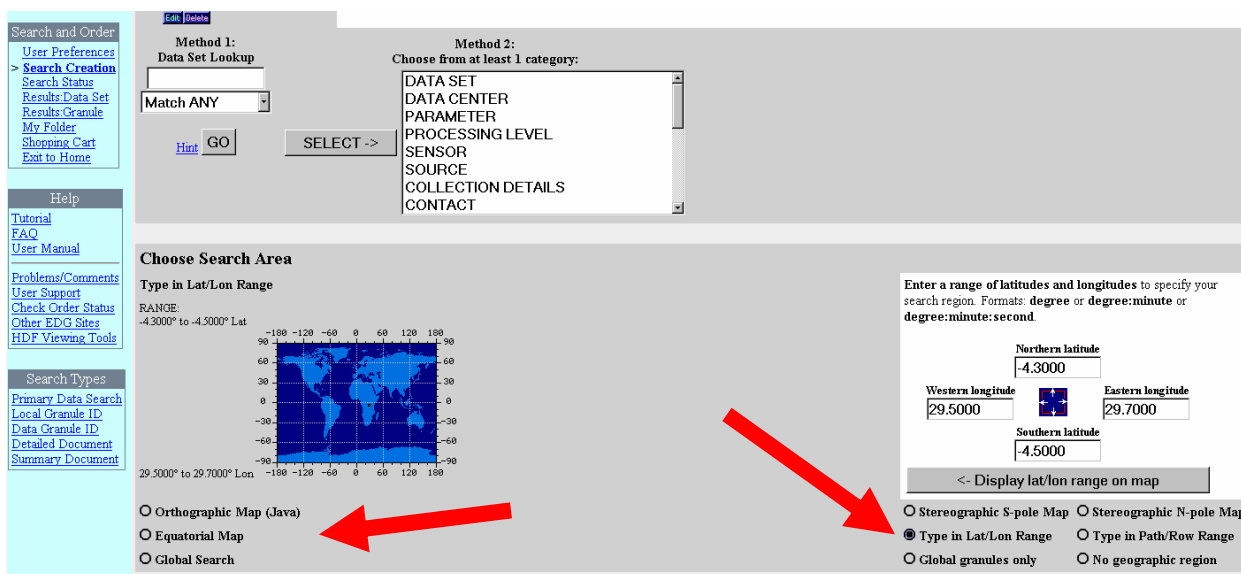 Edit Delete
Search and Order
User Preferences
> Search Creation
Search Status
Results:Data Set
Results:Granule
My Folder
Shopping Cart
Exit to Home
Help
Tutorial
FAQ
User Manual
Problems/Comments
User Support
Check Order Status
Other EDG Sites
HDF Viewing Tools
Search Types
Primary Data Search
Local Granule ID
Data Granule ID
Detailed Document
Summary Document
Method 1:
Data Set Lookup
Match ANY
Hint GO
SELECT ->
Method 2:
Choose from at least 1 category:
DATA SET
DATA CENTER
PARAMETER
PROCESSING LEVEL
SENSOR
SOURCE
COLLECTION DETAILS
CONTACT
Choose Search Area
Type in Lat/Lon Range
RANGE:
-4.3000° to -4.5000° Lat
-180 -120 -60 0 60 120 180
90 90
60 60
30 30
0 0
-30 -30
-60 -60
-90 -90
29.5000° to 29.7000° Lon -180 -120 -60 0 60 120 180
Orthographic Map (Java)
Equatorial Map
Global Search
Enter a range of latitudes and longitudes to specify your
search region. Formats: degree or degree:minute or
degree:minute:second.
Northern latitude
-4.3000
Western longitude Eastern longitude
29.5000 29.7000
Southern latitude
-4.5000
<- Display lat/lon range on map
Stereographic S-pole Map Stereographic N-pole Map
Type in Lat/Lon Range Type in Path/Row Range
Global granules only No geographic region